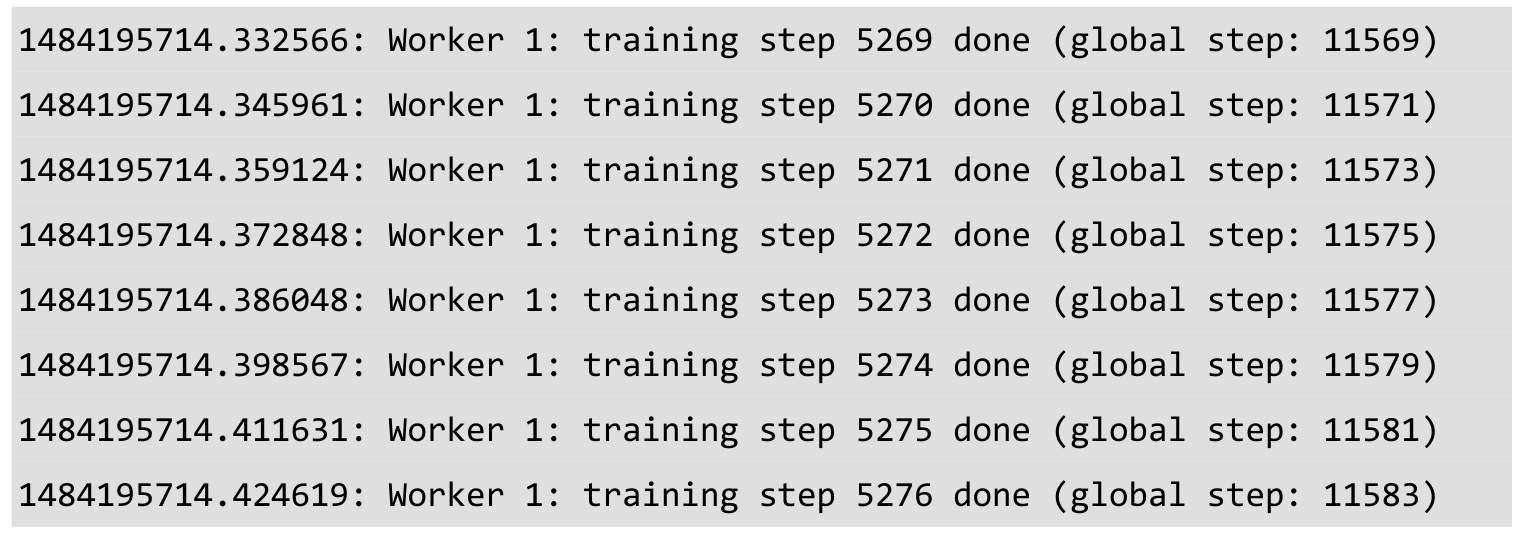 1484195714.332566: Worker 1: training step 5269 done (global step: 11569)
1484195714.345961: Worker 1: training step 5270 done (global step: 11571)
1484195714.359124: Worker 1: training step 5271 done (global step: 11573)
1484195714.372848: Worker 1: training step 5272 done (global step: 11575)
1484195714.386048: Worker 1: training step 5273 done (global step: 11577)
1484195714.398567: Worker 1: training step 5274 done (global step: 11579)
1484195714.411631: Worker 1: training step 5275 done (global step: 11581)
1484195714.424619: Worker 1: training step 5276 done (global step: 11583)